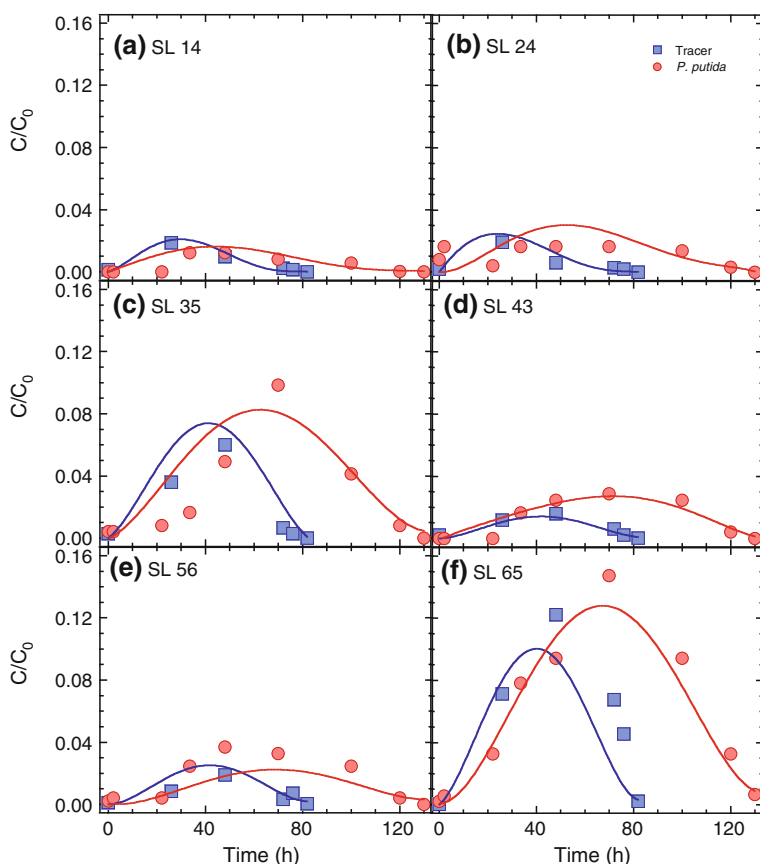 0.16
(a) SL 14
(b) SL 24
Tracer
P. putida
0.12
C/C0
0.08
0.04
0.00
0.16
(c) SL 35
(d) SL 43
0.12
C/C0
0.08
0.04
0.00
0.16
(e) SL 56
(f) SL 65
0.12
C/C0
0.08
0.04
0.00
0 40 80 120 0 40 80 120
Time (h) Time (h)